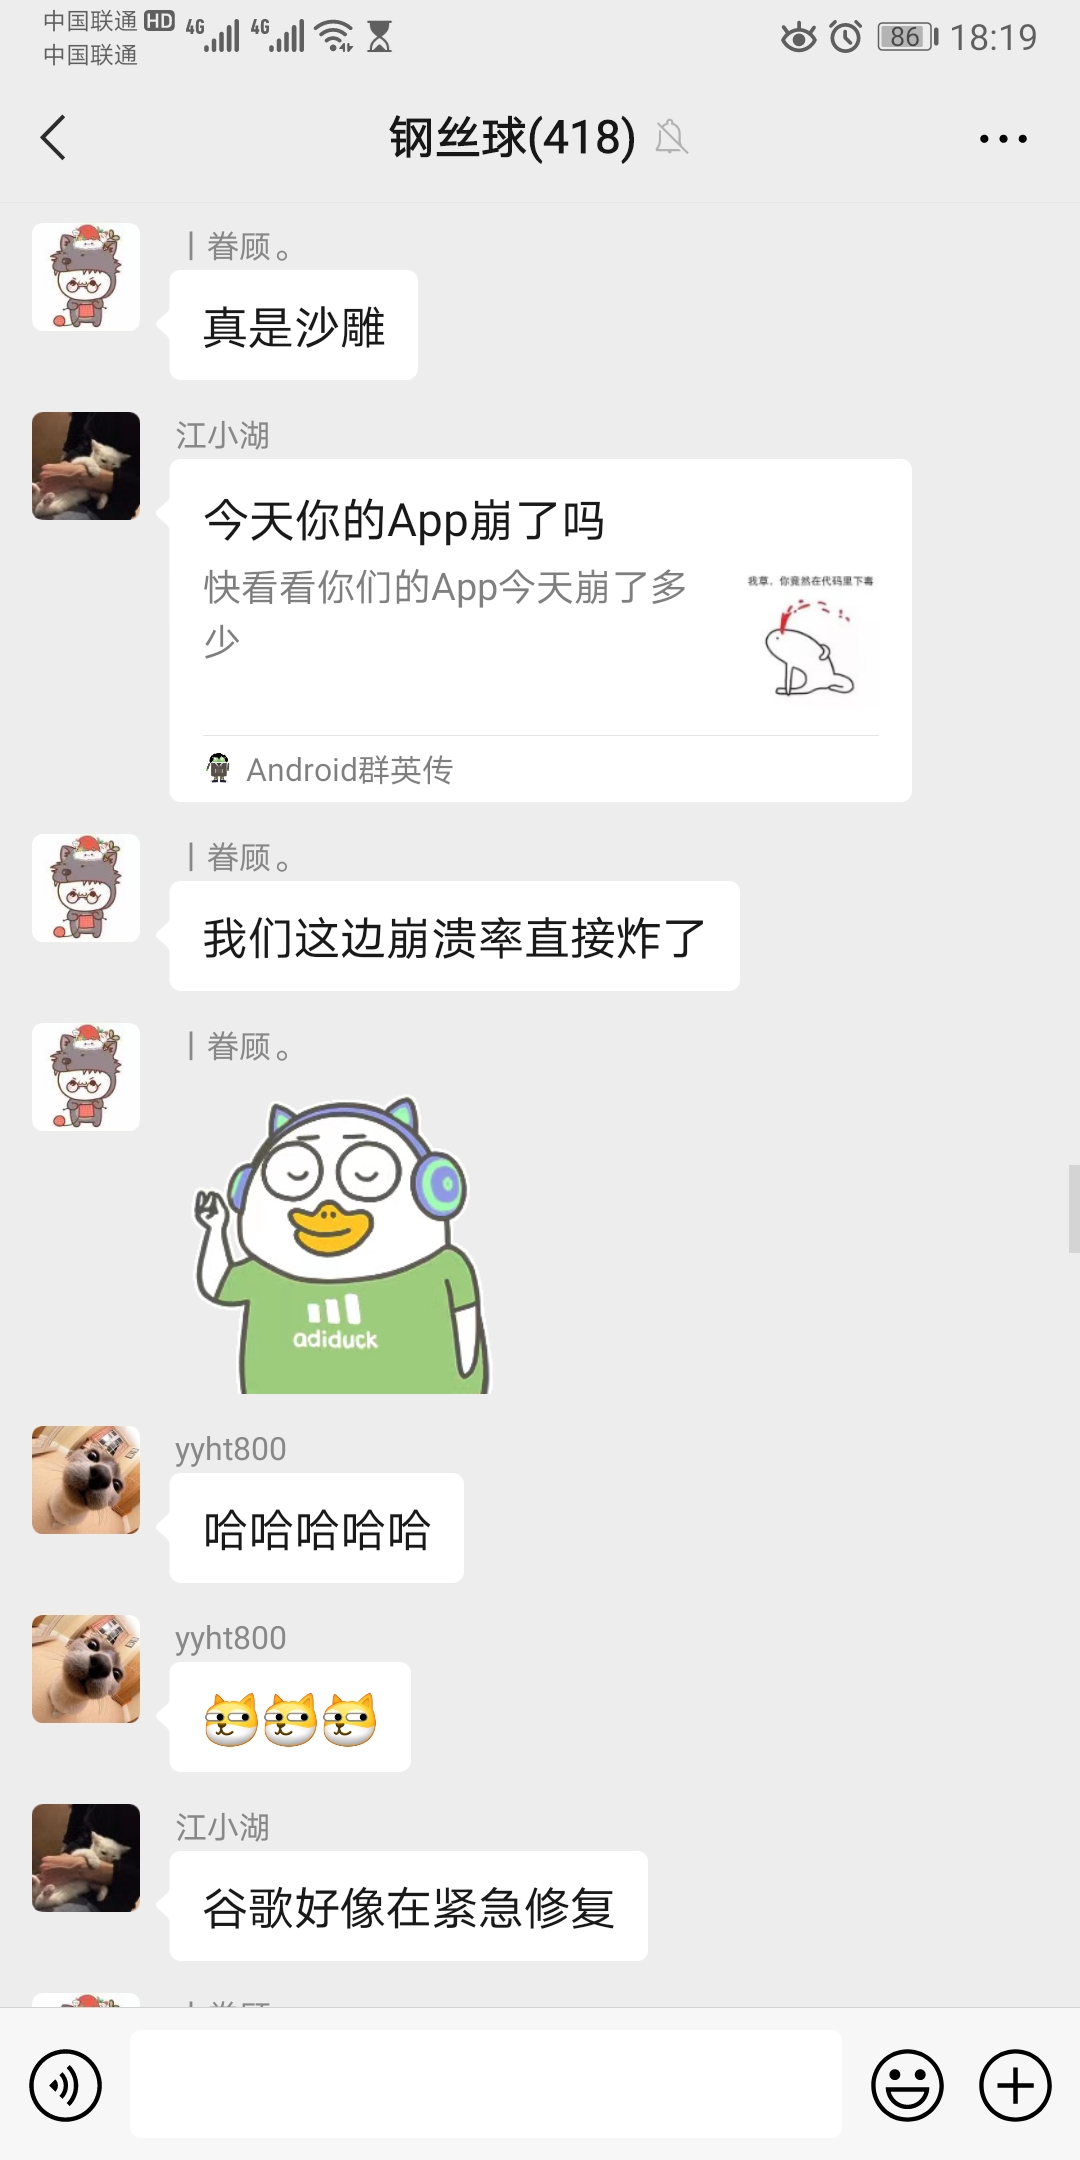 中国联通 HD 4G 4G 86 18:19
中国联通
钢丝球(418)
丨眷顾。
真是沙雕
江小湖
今天你的App崩了吗
快看看你们的App今天崩了多
少
我草，你竟然在代码里下毒
Android群英传
丨眷顾。
我们这边崩溃率直接炸了
丨眷顾。
adiduck
yyht800
哈哈哈哈哈
yyht800
江小湖
谷歌好像在紧急修复